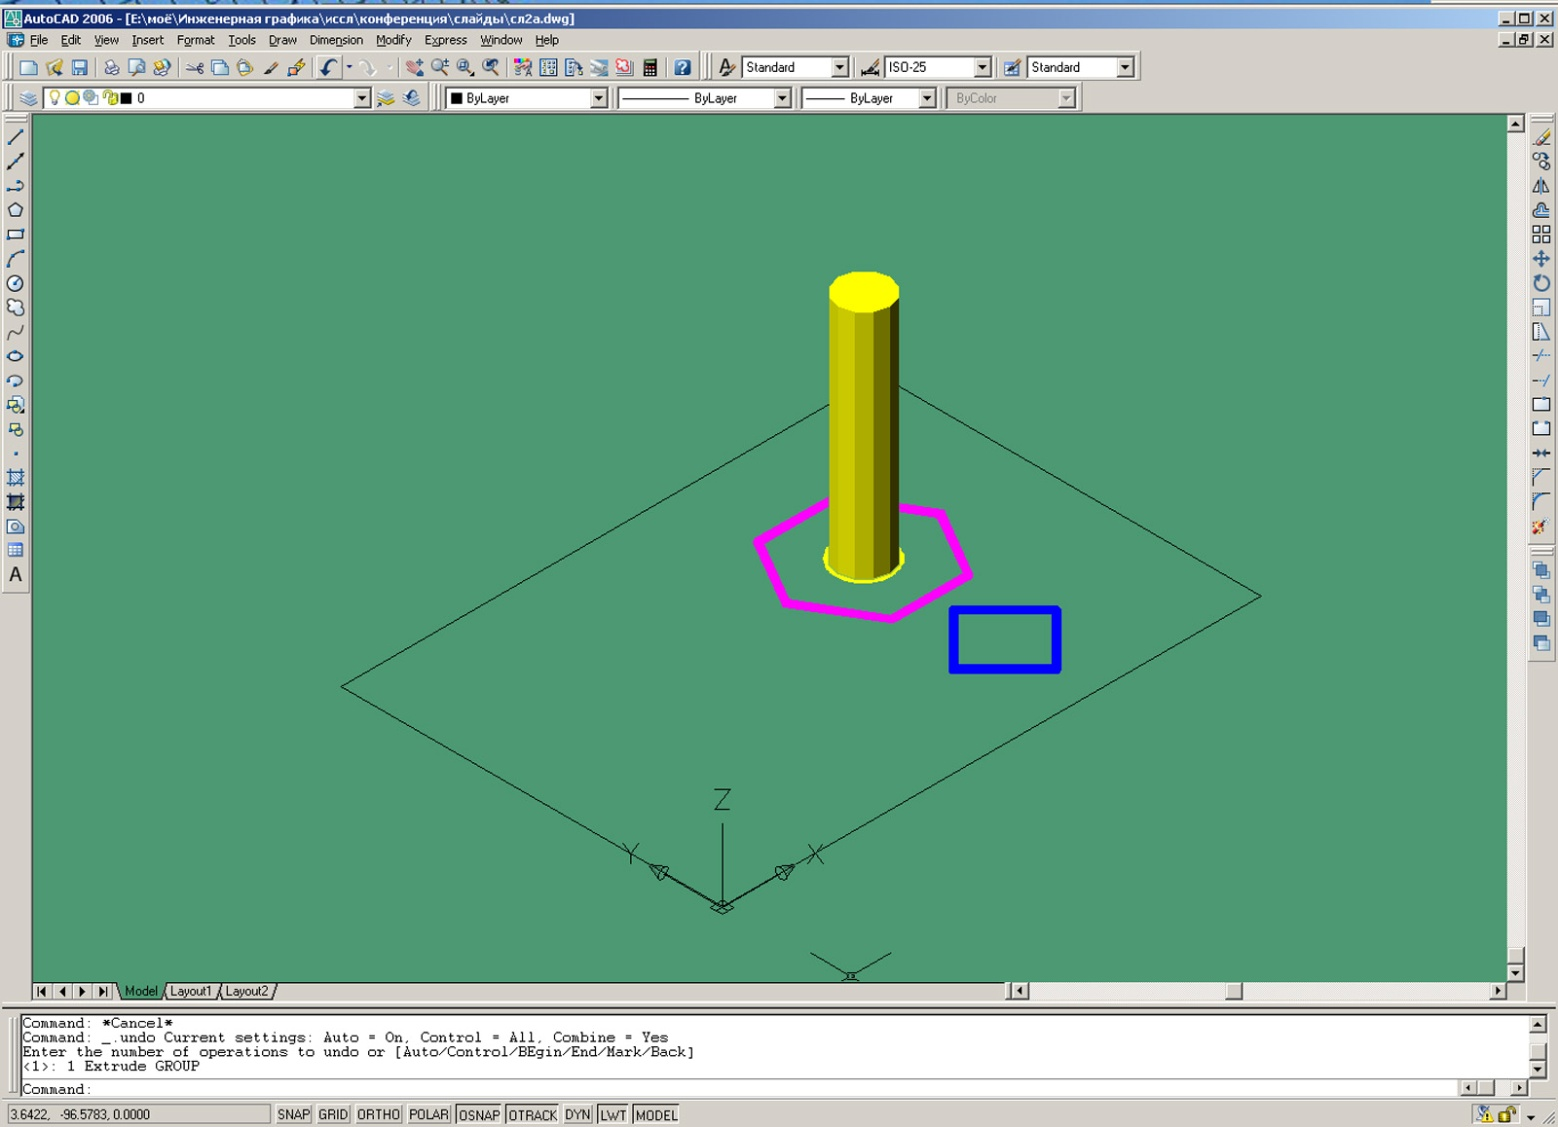 AutoCAD 2006 - [E:\моё\Инженерная графика\иссл\конференция\слайды\сл2a.dwg]
File Edit View Insert Format Tools Draw Dimension Modify Express Window Help
Standard ISO-25 Standard
0 ByLayer ByLayer ByLayer ByColor
A
Z
Y X
Model Layout1 Layout2
Command: *Cancel*
Command: _.undo Current settings: Auto = On, Control = All, Combine = Yes
Enter the number of operations to undo or [Auto/Control/BEgin/End/Mark/Back]
<1>: 1 Extrude GROUP
Command:
3.6422, -96.5783, 0.0000 SNAP GRID ORTHO POLAR OSNAP OTRACK DYN LWT MODEL